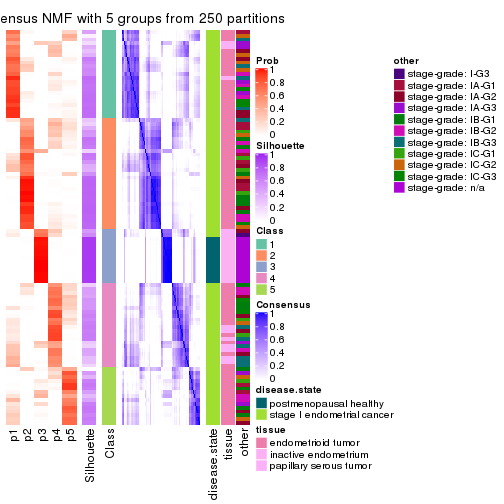 ensus NMF with 5 groups from 250 partitions
Prob
1
0.8
0.6
0.4
0.2
0
Silhouette
1
0.8
0.6
0.4
0.2
0
Class
1
2
3
4
5
Consensus
1
0.8
0.6
0.4
0.2
0
disease.state
postmenopausal healthy
stage I endometrial cancer
tissue
endometrioid tumor
inactive endometrium
papillary serous tumor
other
stage-grade: I-G3
stage-grade: IA-G1
stage-grade: IA-G2
stage-grade: IA-G3
stage-grade: IB-G1
stage-grade: IB-G2
stage-grade: IB-G3
stage-grade: IC-G1
stage-grade: IC-G2
stage-grade: IC-G3
stage-grade: n/a
p1
p2
p3
p4
p5
Silhouette
Class
disease.state
tissue
other